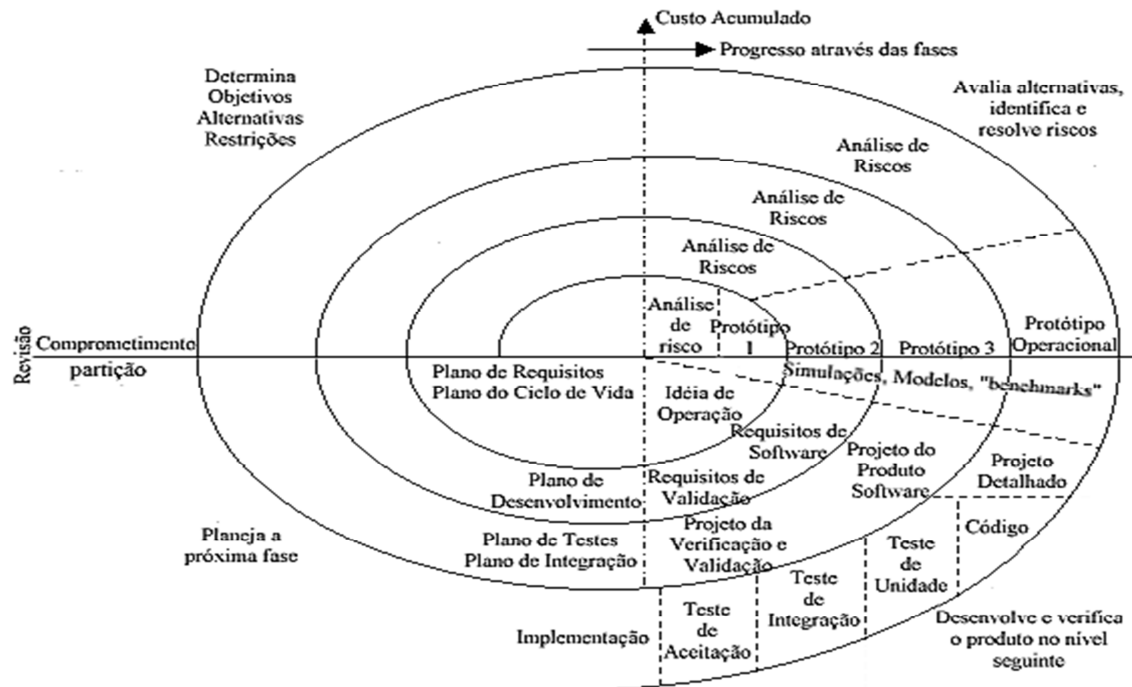 Custo Acumulado
Progresso através das fases
Determina
Objetivos
Alternativas
Restrições
Avalia alternativas,
identifica e
resolve riscos
Análise de
Riscos
Análise de
Riscos
Análise de
Riscos
Análise
de
risco
Protótipo
1
Protótipo 2
Protótipo 3
Protótipo
Operacional
Revisão
Comprometimento
partição
Simulações, Modelos, "benchmarks"
Plano de Requisitos
Plano do Ciclo de Vida
Idéia de
Operação
Requisitos de
Software
Projeto do
Produto
Software
Projeto
Detalhado
Plano de
Desenvolvimento
Requisitos de
Validação
Planeja a
próxima fase
Plano de Testes
Plano de Integração
Projeto da
Verificação e
Validação
Código
Teste
de
Unidade
Teste
de
Integração
Teste
de
Aceitação
Implementação
Desenvolve e verifica
o produto no nível
seguinte